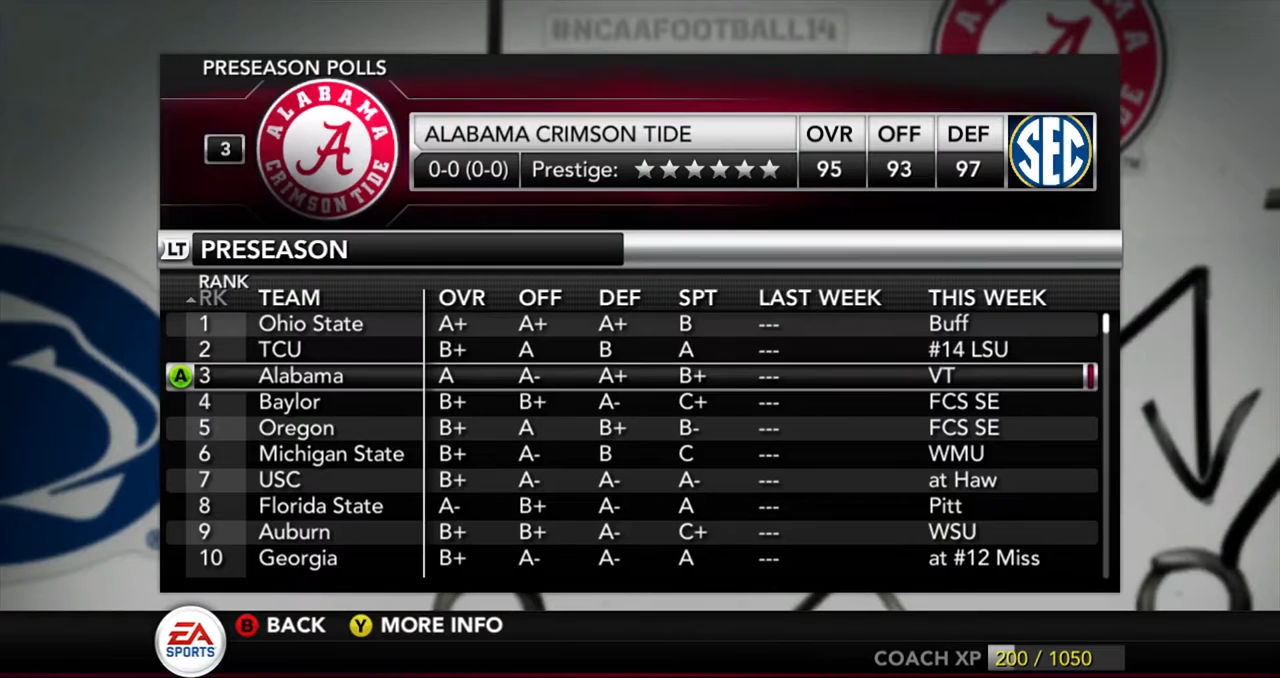 #NCAAFOOTBALL14
PRESEASON POLLS
3
ALABAMA
A
CRIMSON TIDE
ALABAMA CRIMSON TIDE OVR OFF DEF
0-0 (0-0) Prestige: ★★★★★★ 95 93 97
SEC
LT PRESEASON
RANK
RK TEAM OVR OFF DEF SPT LAST WEEK THIS WEEK
1 Ohio State A+ A+ A+ B --- Buff
2 TCU B+ A B A --- #14 LSU
A 3 Alabama A A- A+ B+ --- VT
4 Baylor B+ B+ A- C+ --- FCS SE
5 Oregon B+ A B+ B- --- FCS SE
6 Michigan State B+ A- B C --- WMU
7 USC B+ A- A- A- --- at Haw
8 Florida State A- B+ A- A --- Pitt
9 Auburn B+ B+ A- C+ --- WSU
10 Georgia B+ A- A- A --- at #12 Miss
EA
SPORTS
B BACK Y MORE INFO
COACH XP 200 / 1050